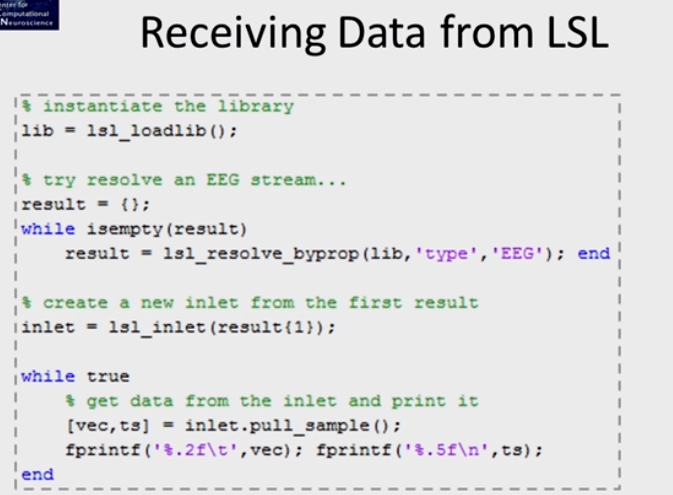 Center for
Computational
Neuroscience
Receiving Data from LSL
% instantiate the library
lib = lsl_loadlib();
% try resolve an EEG stream...
result = {};
while isempty(result)
    result = lsl_resolve_byprop(lib,'type','EEG'); end
% create a new inlet from the first result
inlet = lsl_inlet(result{1});
while true
    % get data from the inlet and print it
    [vec,ts] = inlet.pull_sample();
    fprintf('%.2f\t',vec); fprintf('%.5f\n',ts);
end